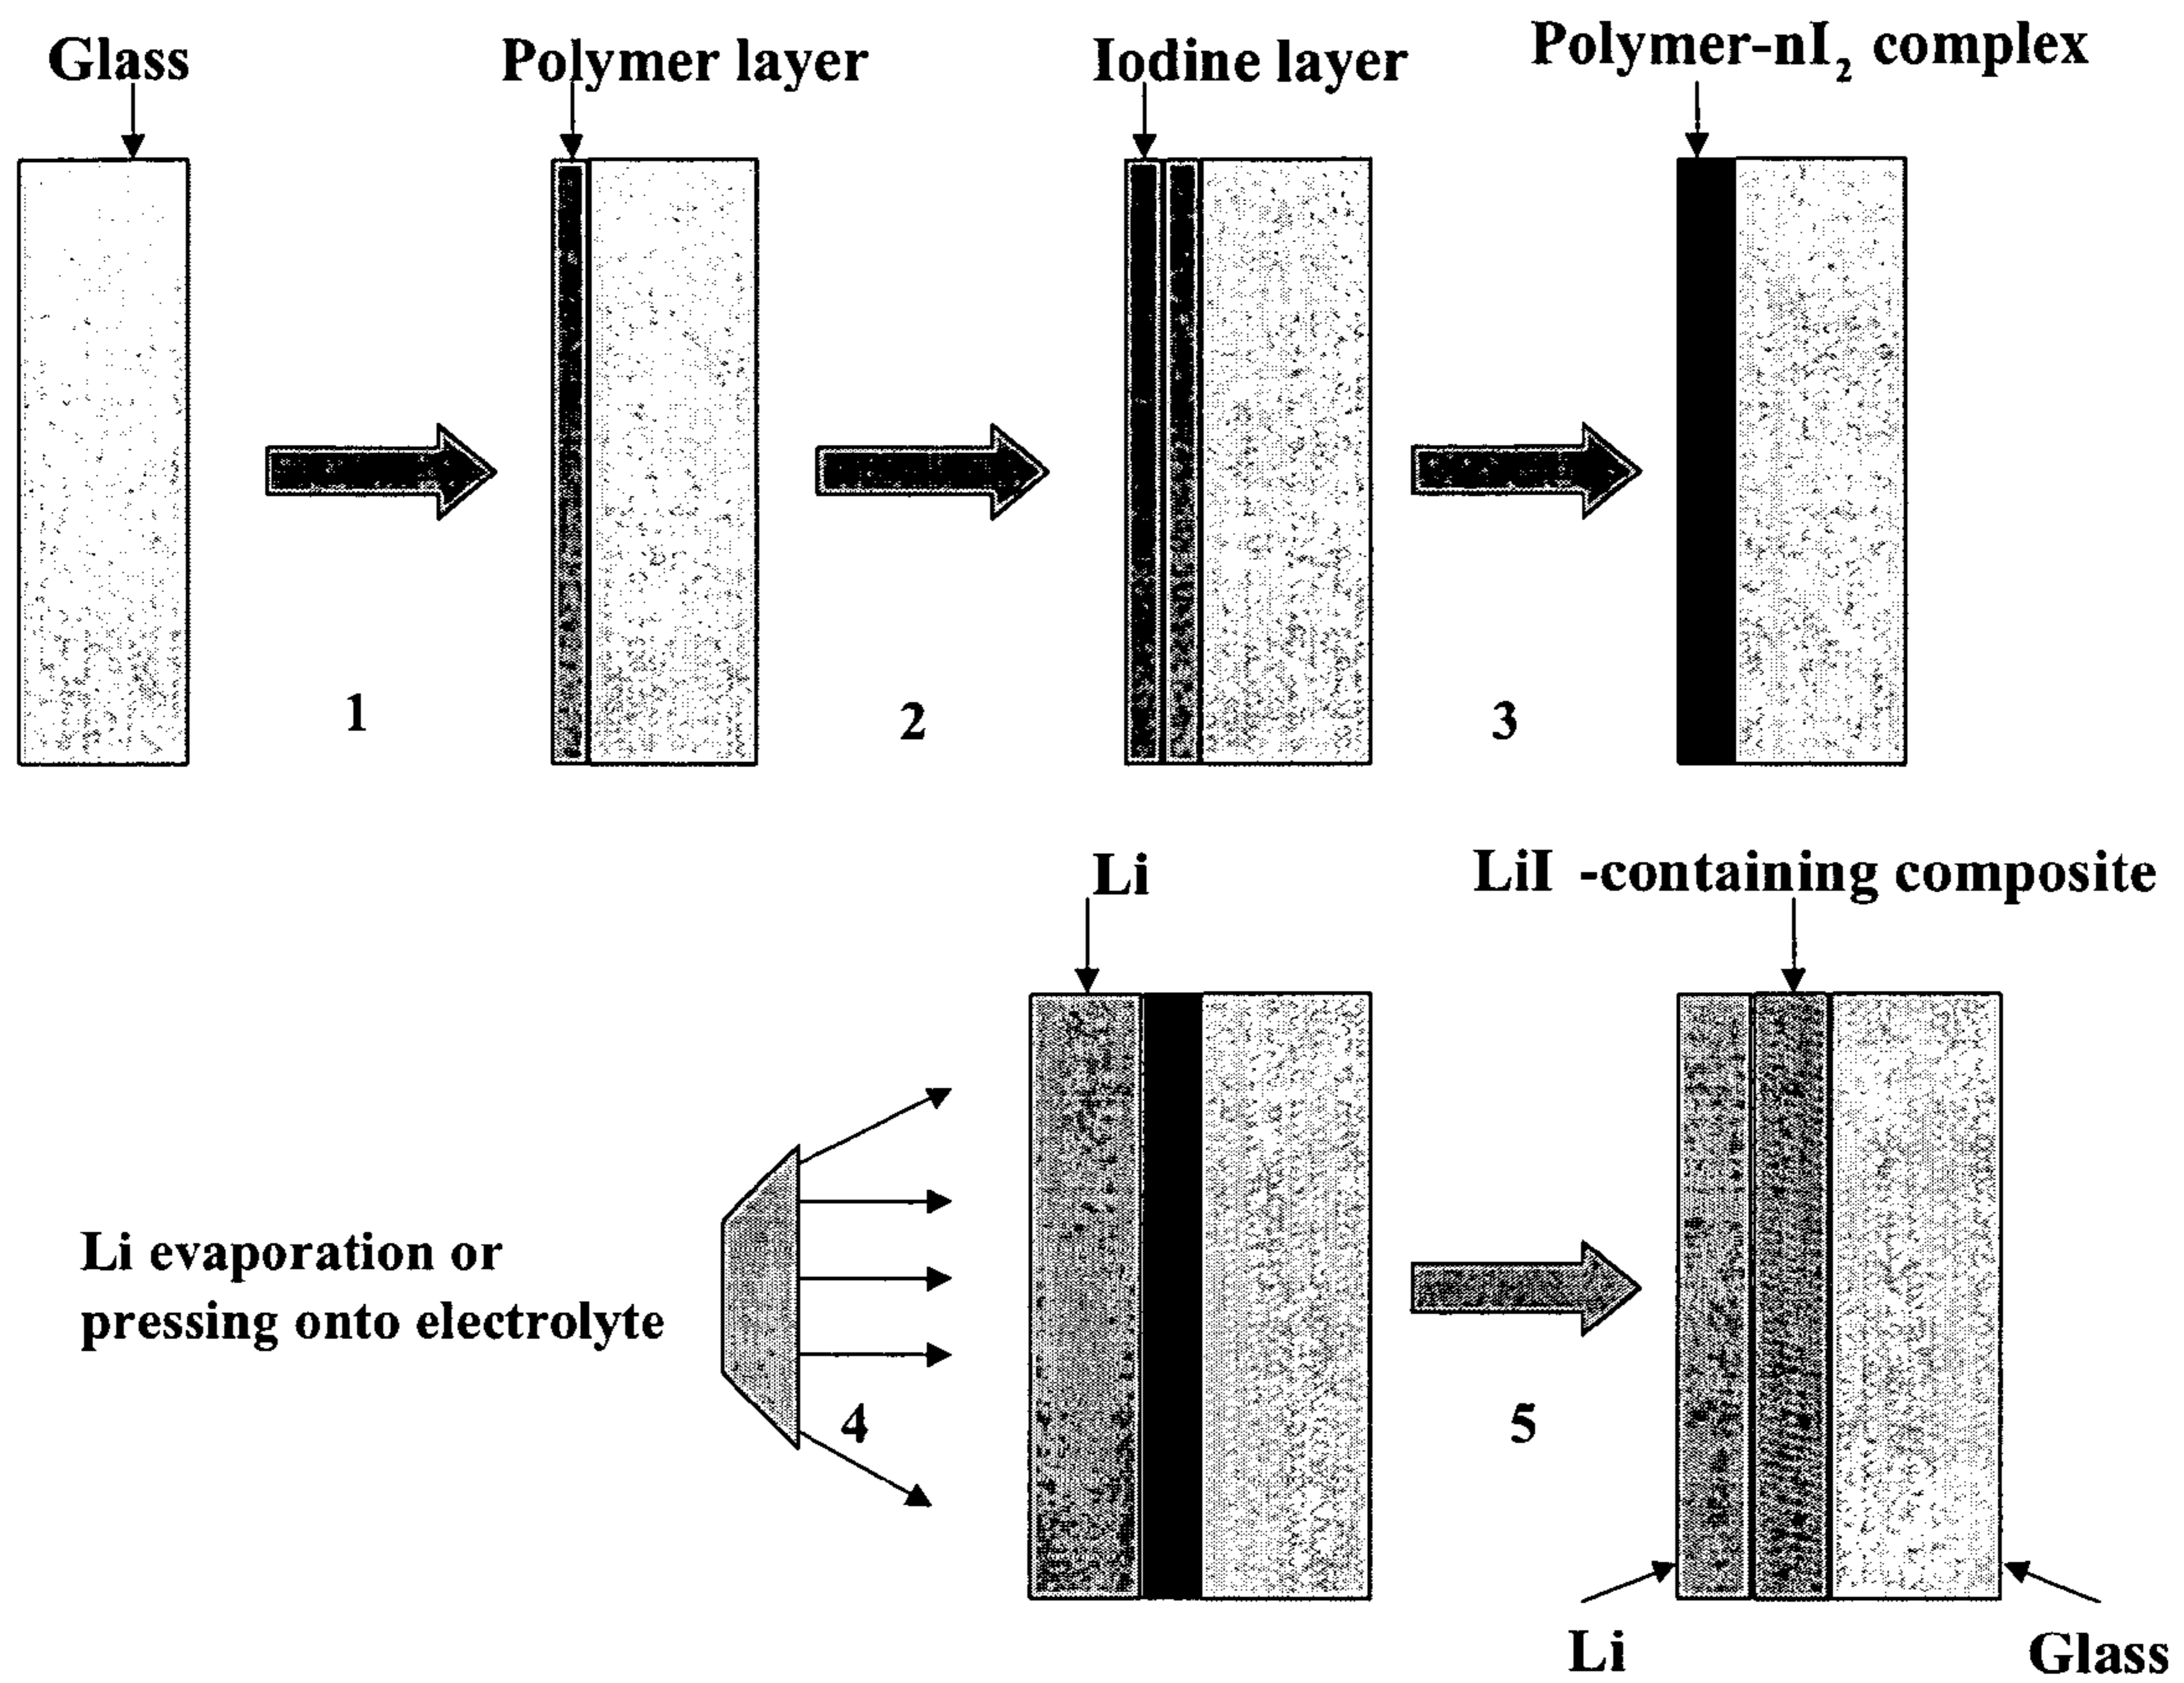 Glass
Polymer layer
Iodine layer
Polymer-nI₂ complex
1
2
3
Li
LiI -containing composite
Li evaporation or
pressing onto electrolyte
4
5
Li
Glass